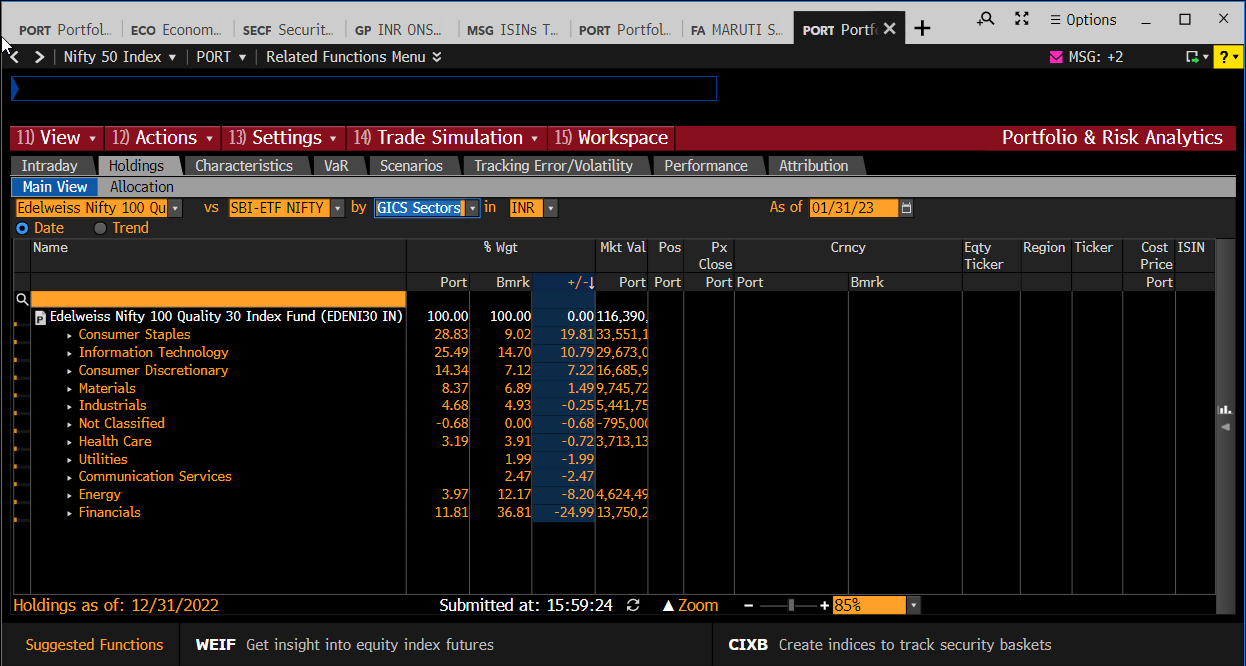 PORT Portfol... ECO Econom... SECF Securit... GP INR ONS... MSG ISINs T... PORT Portfol... FA MARUTI S... PORT Portf Options
Nifty 50 Index PORT Related Functions Menu MSG: +2 ?
11) View 12) Actions 13) Settings 14) Trade Simulation 15) Workspace Portfolio & Risk Analytics
Intraday Holdings Characteristics VaR Scenarios Tracking Error/Volatility Performance Attribution
Main View Allocation
Edelweiss Nifty 100 Qu vs SBI-ETF NIFTY by GICS Sectors in INR As of 01/31/23
Date Trend
Name % Wgt Mkt Val Pos Px Close Crncy Eqty Ticker Region Ticker Cost Price ISIN
Port Bmrk +/-↓ Port Port Port Port Bmrk Port
P Edelweiss Nifty 100 Quality 30 Index Fund (EDENI30 IN) 100.00 100.00 0.00 116,390,
Consumer Staples 28.83 9.02 19.81 33,551,1
Information Technology 25.49 14.70 10.79 29,673,0
Consumer Discretionary 14.34 7.12 7.22 16,685,9
Materials 8.37 6.89 1.49 9,745,72
Industrials 4.68 4.93 -0.25 5,441,75
Not Classified -0.68 0.00 -0.68 -795,000
Health Care 3.19 3.91 -0.72 3,713,13
Utilities 1.99 -1.99
Communication Services 2.47 -2.47
Energy 3.97 12.17 -8.20 4,624,49
Financials 11.81 36.81 -24.99 13,750,2
Holdings as of: 12/31/2022 Submitted at: 15:59:24 Zoom − + 85%
Suggested Functions WEIF Get insight into equity index futures CIXB Create indices to track security baskets